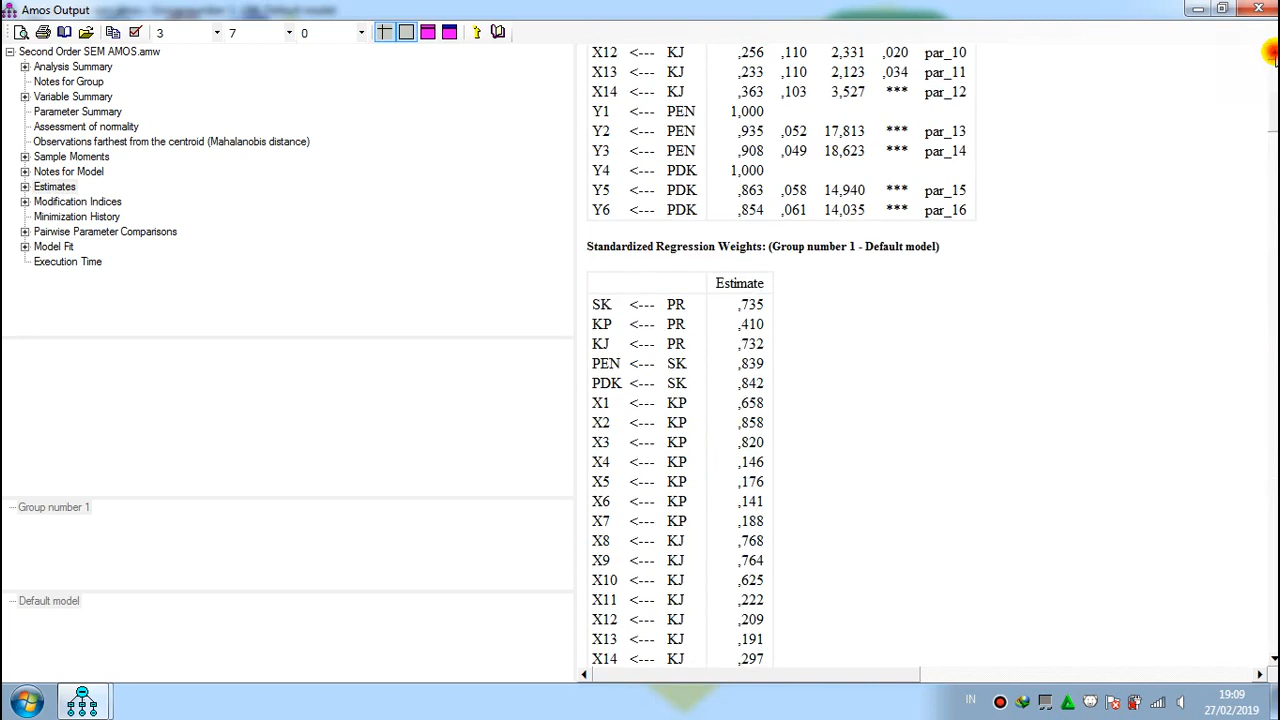 Amos Output
3 7 0
Second Order SEM AMOS.amw
Analysis Summary
Notes for Group
Variable Summary
Parameter Summary
Assessment of normality
Observations farthest from the centroid (Mahalanobis distance)
Sample Moments
Notes for Model
Estimates
Modification Indices
Minimization History
Pairwise Parameter Comparisons
Model Fit
Execution Time
Group number 1
Default model
X12 <--- KJ ,256 ,110 2,331 ,020 par_10
X13 <--- KJ ,233 ,110 2,123 ,034 par_11
X14 <--- KJ ,363 ,103 3,527 *** par_12
Y1 <--- PEN 1,000
Y2 <--- PEN ,935 ,052 17,813 *** par_13
Y3 <--- PEN ,908 ,049 18,623 *** par_14
Y4 <--- PDK 1,000
Y5 <--- PDK ,863 ,058 14,940 *** par_15
Y6 <--- PDK ,854 ,061 14,035 *** par_16
Standardized Regression Weights: (Group number 1 - Default model)
Estimate
SK <--- PR ,735
KP <--- PR ,410
KJ <--- PR ,732
PEN <--- SK ,839
PDK <--- SK ,842
X1 <--- KP ,658
X2 <--- KP ,858
X3 <--- KP ,820
X4 <--- KP ,146
X5 <--- KP ,176
X6 <--- KP ,141
X7 <--- KP ,188
X8 <--- KJ ,768
X9 <--- KJ ,764
X10 <--- KJ ,625
X11 <--- KJ ,222
X12 <--- KJ ,209
X13 <--- KJ ,191
X14 <--- KJ ,297
IN
19:09
27/02/2019